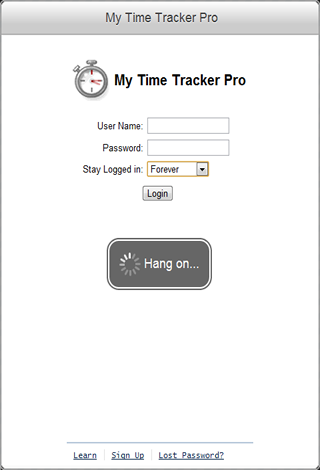 My Time Tracker Pro
My Time Tracker Pro
User Name:
Password:
Stay Logged in: Forever
Login
Hang on...
Learn Sign Up Lost Password?